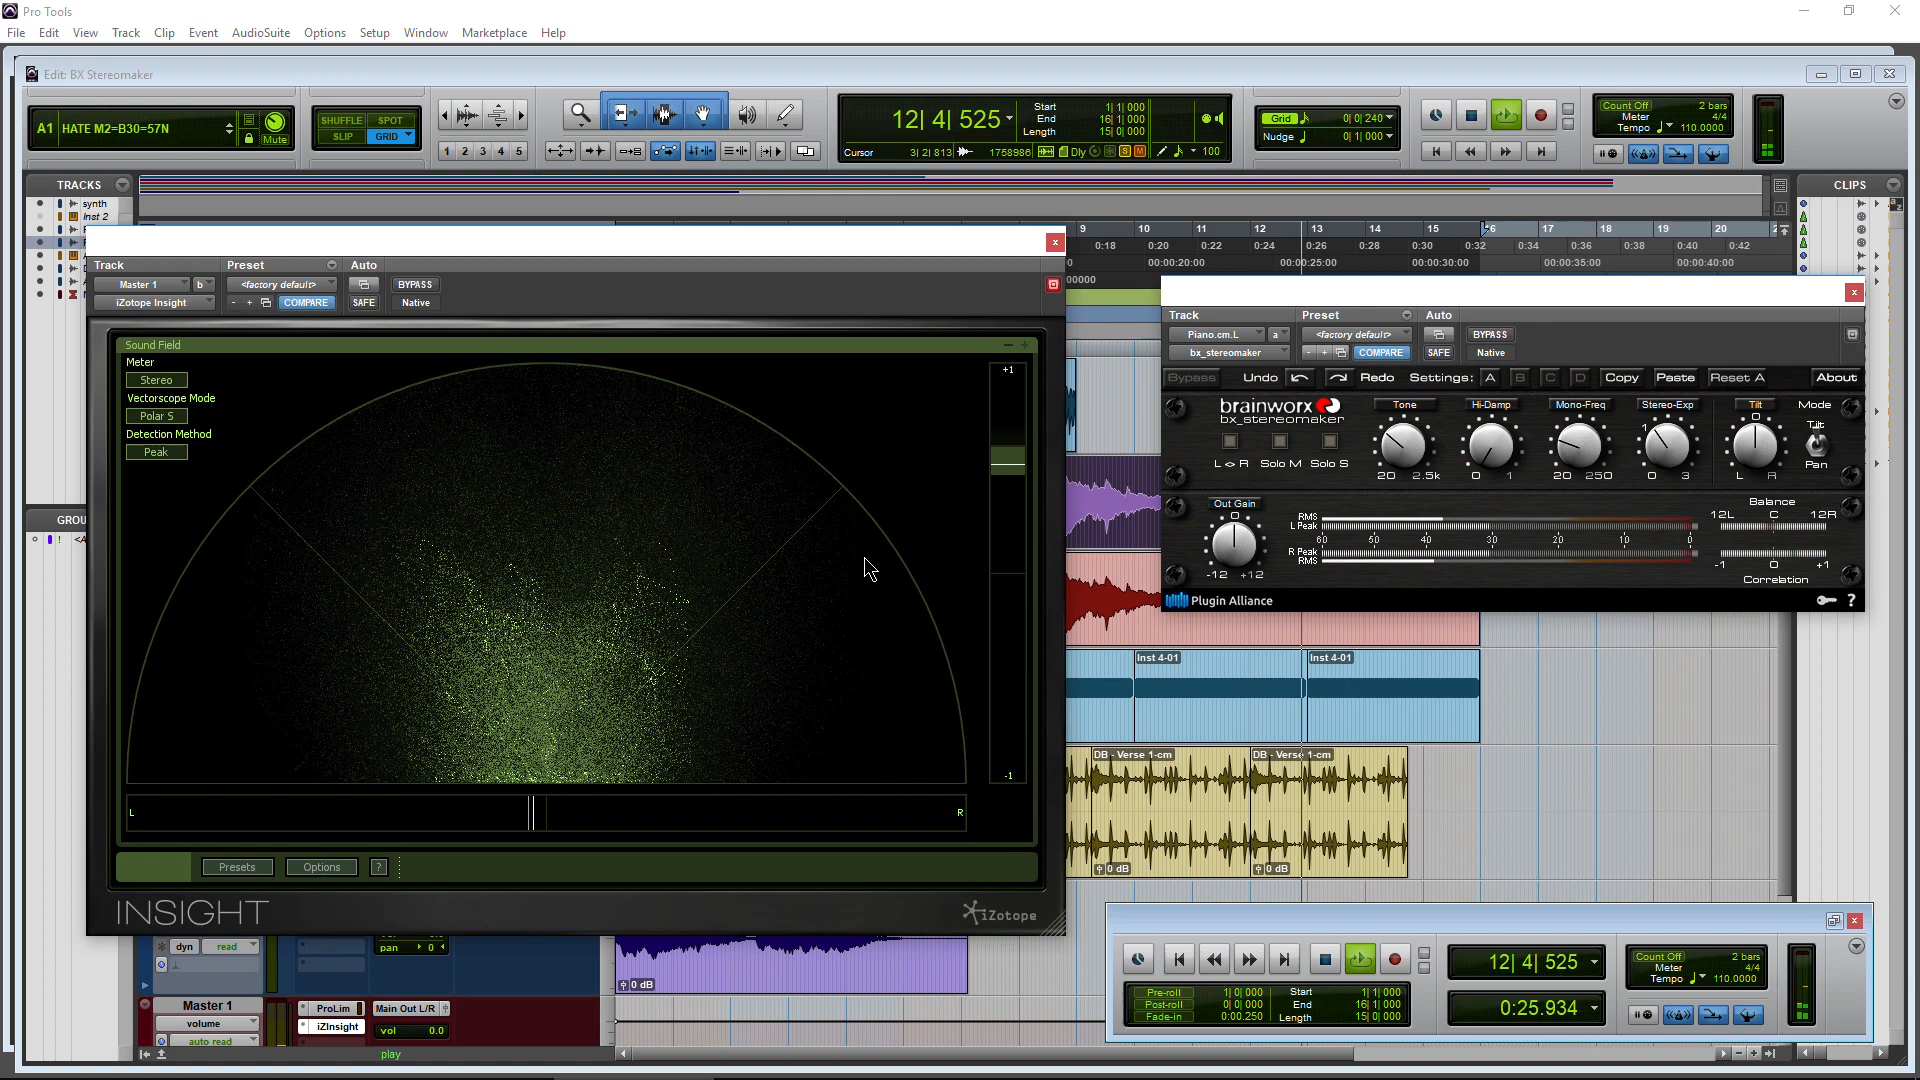 Pro Tools
File Edit View Track Clip Event AudioSuite Options Setup Window Marketplace Help
Edit: BX Stereomaker
A1 HATE M2=B30=57N
Mute
SHUFFLE SPOT
SLIP GRID
1 2 3 4 5
12| 4| 525
Start 1| 1| 000
End 16| 1| 000
Length 15| 0| 000
Cursor 3| 2| 813 1758986 Dly S M 100
Grid 0| 0| 240
Nudge 0| 1| 000
Count Off 2 bars
Meter 4/4
Tempo 110.0000
TRACKS
CLIPS
synth
Inst 2
GROU
9 10 11 12 13 14 15 16 17 18 19 20
0:18 0:20 0:22 0:24 0:26 0:28 0:30 0:32 0:34 0:36 0:38 0:40 0:42
00:00:20:00 00:00:25:00 00:00:30:00 00:00:35:00 00:00:40:00
Track Preset Auto
Master 1 b <factory default> BYPASS
iZotope Insight - + COMPARE SAFE Native
Sound Field
Meter
Stereo
Vectorscope Mode
Polar S
Detection Method
Peak
+1
-1
L R
Presets Options ?
INSIGHT
iZotope
Track Preset Auto
Piano.cm.L a <factory default> BYPASS
bx_stereomaker - + COMPARE SAFE Native
Bypass Undo Redo Settings: A B C D Copy Paste Reset A About
brainworx
bx_stereomaker
L <> R Solo M Solo S
Tone Hi-Damp Mono-Freq Stereo-Exp Tilt Mode
20 2.5k 0 1 20 250 1 0 3 0 L R Tilt Pan
Out Gain
0
-12 +12
RMS
L Peak
60 50 40 30 20 10 0
R Peak
RMS
Balance
12L C 12R
-1 0 +1
Correlation
Plugin Alliance ?
Inst 4-01 Inst 4-01
DB - Verse 1-cm DB - Verse 1-cm
0 dB 0 dB
dyn read
pan 0
0 dB
Master 1
volume
auto read
ProLim
iZInsight
Main Out L/R
vol 0.0
play
Pre-roll 1| 0| 000
Post-roll 0| 0| 000
Fade-in 0:00.250
Start 1| 1| 000
End 16| 1| 000
Length 15| 0| 000
12| 4| 525
0:25.934
Count Off 2 bars
Meter 4/4
Tempo 110.0000